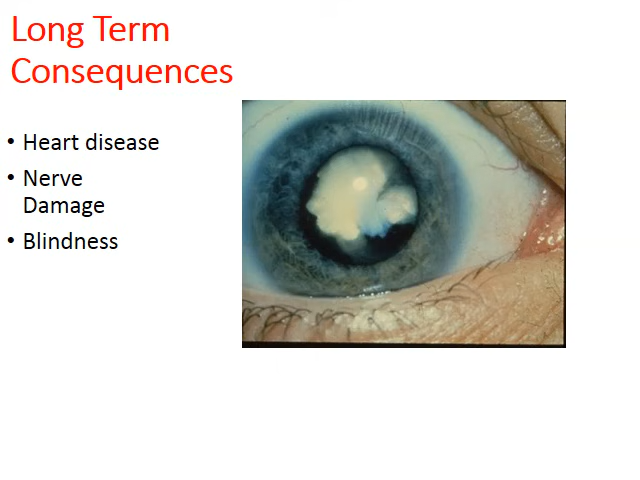 Long Term
Consequences
• Heart disease
• Nerve
Damage
• Blindness